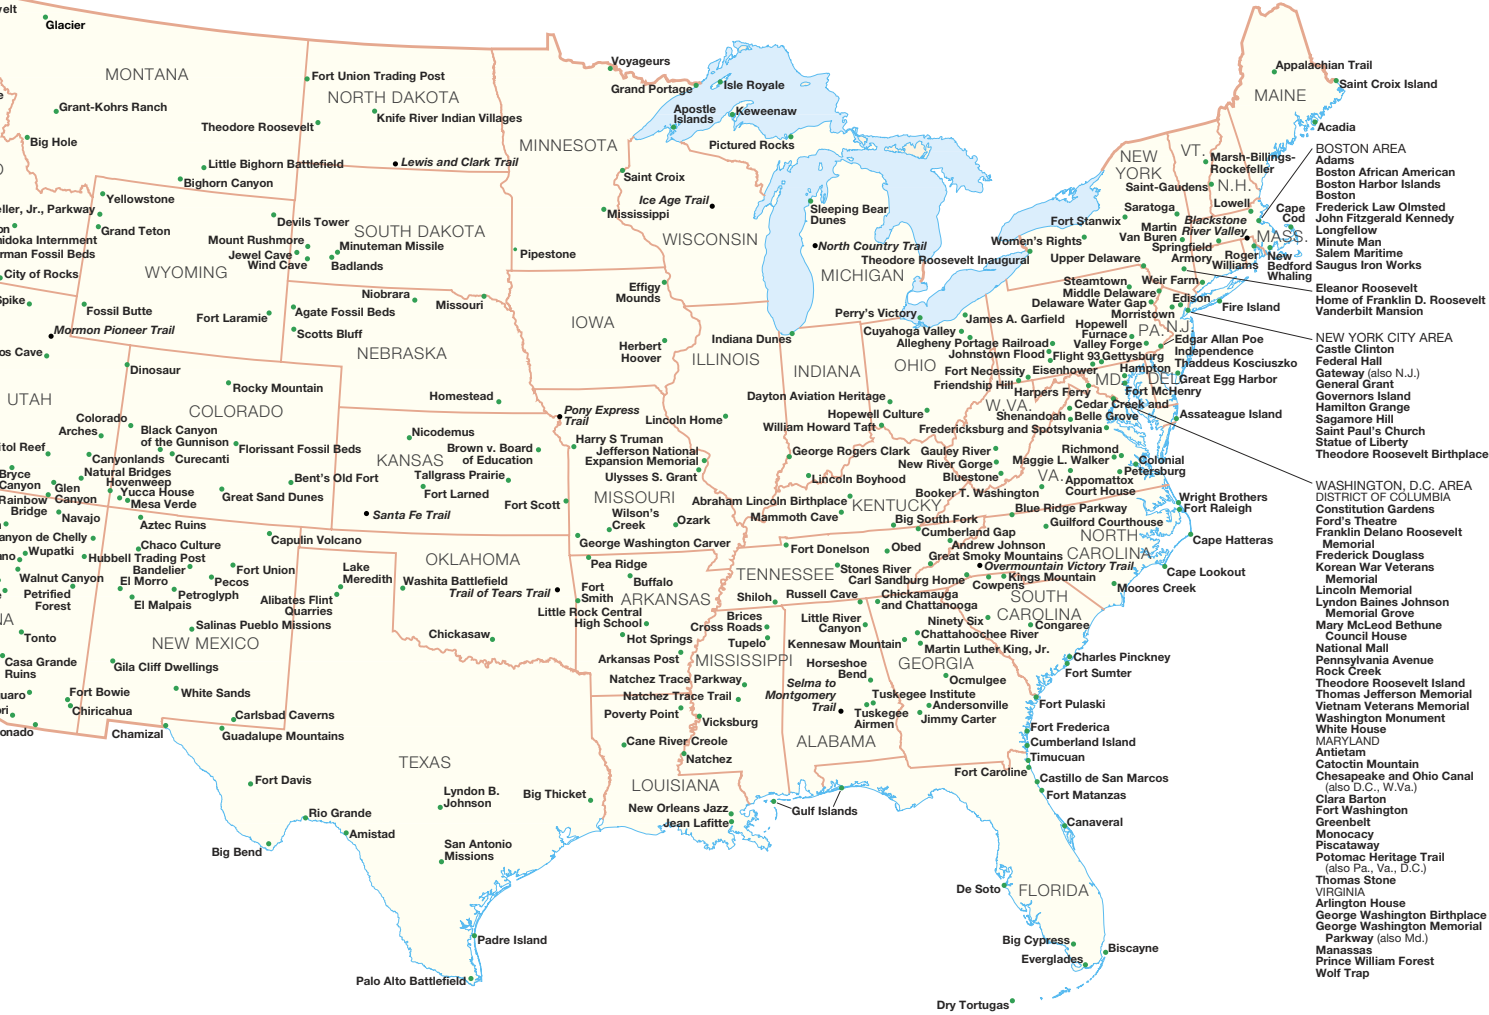 Glacier
MONTANA
Grant-Kohrs Ranch
Big Hole
Fort Union Trading Post
NORTH DAKOTA
Knife River Indian Villages
Theodore Roosevelt
Lewis and Clark Trail
Little Bighorn Battlefield
Bighorn Canyon
Yellowstone
eller, Jr., Parkway
Grand Teton
nidoka Internment
rman Fossil Beds
City of Rocks
Spike
Devils Tower
Mount Rushmore
Jewel Cave
Wind Cave
SOUTH DAKOTA
Minuteman Missile
Badlands
WYOMING
Fossil Butte
Mormon Pioneer Trail
os Cave
Fort Laramie
Niobrara
Missouri
Agate Fossil Beds
Scotts Bluff
NEBRASKA
Homestead
Dinosaur
Rocky Mountain
UTAH
COLORADO
Colorado
Arches
Black Canyon
of the Gunnison
Curecanti
Florissant Fossil Beds
itol Reef
Canyonlands
Natural Bridges
Hovenweep
Bryce
Canyon
Glen
Canyon
Rainbow
Bridge
Yucca House
Mesa Verde
Great Sand Dunes
Bent's Old Fort
Navajo
Aztec Ruins
anyon de Chelly
Chaco Culture
Wupatki
Hubbell Trading Post
Bandelier
Fort Union
Capulin Volcano
Walnut Canyon
El Morro
Pecos
Petroglyph
Petrified
Forest
El Malpais
Salinas Pueblo Missions
NEW MEXICO
Tonto
Gila Cliff Dwellings
Casa Grande
Ruins
Fort Bowie
Chiricahua
White Sands
Carlsbad Caverns
Guadalupe Mountains
Chamizal
onado
Nicodemus
KANSAS
Brown v. Board
of Education
Tallgrass Prairie
Fort Larned
Fort Scott
Santa Fe Trail
Pony Express
Trail
OKLAHOMA
Lake
Meredith
Alibates Flint
Quarries
Washita Battlefield
Trail of Tears Trail
Chickasaw
TEXAS
Fort Davis
Rio Grande
Amistad
Big Bend
Lyndon B.
Johnson
San Antonio
Missions
Big Thicket
Padre Island
Palo Alto Battlefield
Voyageurs
Grand Portage
Isle Royale
Apostle
Islands
Keweenaw
Pictured Rocks
MINNESOTA
Saint Croix
Mississippi
Ice Age Trail
WISCONSIN
Pipestone
Sleeping Bear
Dunes
North Country Trail
MICHIGAN
Effigy
Mounds
IOWA
Herbert
Hoover
ILLINOIS
Indiana Dunes
INDIANA
Lincoln Home
Harry S Truman
Jefferson National
Expansion Memorial
Ulysses S. Grant
MISSOURI
Wilson's
Creek
Ozark
George Washington Carver
Pea Ridge
Buffalo
Fort
Smith
ARKANSAS
Little Rock Central
High School
Hot Springs
Arkansas Post
Natchez Trace Parkway
Natchez Trace Trail
Poverty Point
Vicksburg
Cane River Creole
Natchez
LOUISIANA
New Orleans Jazz
Jean Lafitte
Gulf Islands
MISSISSIPPI
Brices
Cross Roads
Tupelo
Shiloh
TENNESSEE
Fort Donelson
Stones River
Obed
Russell Cave
Little River
Canyon
Horseshoe
Bend
Selma to
Montgomery
Trail
Tuskegee Institute
Tuskegee
Airmen
ALABAMA
Perry's Victory
Cuyahoga Valley
James A. Garfield
OHIO
Dayton Aviation Heritage
Hopewell Culture
William Howard Taft
George Rogers Clark
Lincoln Boyhood
Abraham Lincoln Birthplace
Mammoth Cave
KENTUCKY
Big South Fork
Cumberland Gap
Andrew Johnson
Great Smoky Mountains
Overmountain Victory Trail
Carl Sandburg Home
Kings Mountain
Cowpens
Chickamauga
and Chattanooga
SOUTH
CAROLINA
Ninety Six
Congaree
Chattahoochee River
Kennesaw Mountain
Martin Luther King, Jr.
GEORGIA
Ocmulgee
Andersonville
Jimmy Carter
Charles Pinckney
Fort Sumter
Fort Pulaski
Fort Frederica
Cumberland Island
Timucuan
Fort Caroline
Castillo de San Marcos
Fort Matanzas
Canaveral
De Soto
FLORIDA
Big Cypress
Everglades
Biscayne
Dry Tortugas
Appalachian Trail
MAINE
Saint Croix Island
Acadia
NEW
YORK
VT.
Marsh-Billings-
Rockefeller
Saint-Gaudens
N.H.
Saratoga
Lowell
Fort Stanwix
Martin
Van Buren
Blackstone
River Valley
Cape
Cod
MASS.
Women's Rights
Theodore Roosevelt Inaugural
Springfield
Armory
Upper Delaware
Roger
Williams
New
Bedford
Whaling
Steamtown
Weir Farm
Middle Delaware
Delaware Water Gap
Edison
Fire Island
Morristown
Hopewell
Furnace
PA.
N.J.
Valley Forge
Edgar Allan Poe
Independence
Thaddeus Kosciuszko
Allegheny Portage Railroad
Johnstown Flood
Flight 93
Gettysburg
Fort Necessity
Eisenhower
Friendship Hill
Hampton
MD.
DEL.
Great Egg Harbor
Harpers Ferry
Fort McHenry
W.VA.
Cedar Creek and
Belle Grove
Shenandoah
Assateague Island
Fredericksburg and Spotsylvania
Gauley River
New River Gorge
Bluestone
Richmond
Maggie L. Walker
Colonial
Petersburg
VA.
Booker T. Washington
Appomattox
Court House
Blue Ridge Parkway
Wright Brothers
Fort Raleigh
Guilford Courthouse
NORTH
CAROLINA
Cape Hatteras
Cape Lookout
Moores Creek
BOSTON AREA
Adams
Boston African American
Boston Harbor Islands
Boston
Frederick Law Olmsted
John Fitzgerald Kennedy
Longfellow
Minute Man
Salem Maritime
Saugus Iron Works
Eleanor Roosevelt
Home of Franklin D. Roosevelt
Vanderbilt Mansion
NEW YORK CITY AREA
Castle Clinton
Federal Hall
Gateway (also N.J.)
General Grant
Governors Island
Hamilton Grange
Sagamore Hill
Saint Paul's Church
Statue of Liberty
Theodore Roosevelt Birthplace
WASHINGTON, D.C. AREA
DISTRICT OF COLUMBIA
Constitution Gardens
Ford's Theatre
Franklin Delano Roosevelt
Memorial
Frederick Douglass
Korean War Veterans
Memorial
Lincoln Memorial
Lyndon Baines Johnson
Memorial Grove
Mary McLeod Bethune
Council House
National Mall
Pennsylvania Avenue
Rock Creek
Theodore Roosevelt Island
Thomas Jefferson Memorial
Vietnam Veterans Memorial
Washington Monument
White House
MARYLAND
Antietam
Catoctin Mountain
Chesapeake and Ohio Canal
(also D.C., W.Va.)
Clara Barton
Fort Washington
Greenbelt
Monocacy
Piscataway
Potomac Heritage Trail
(also Pa., Va., D.C.)
Thomas Stone
VIRGINIA
Arlington House
George Washington Birthplace
George Washington Memorial
Parkway (also Md.)
Manassas
Prince William Forest
Wolf Trap